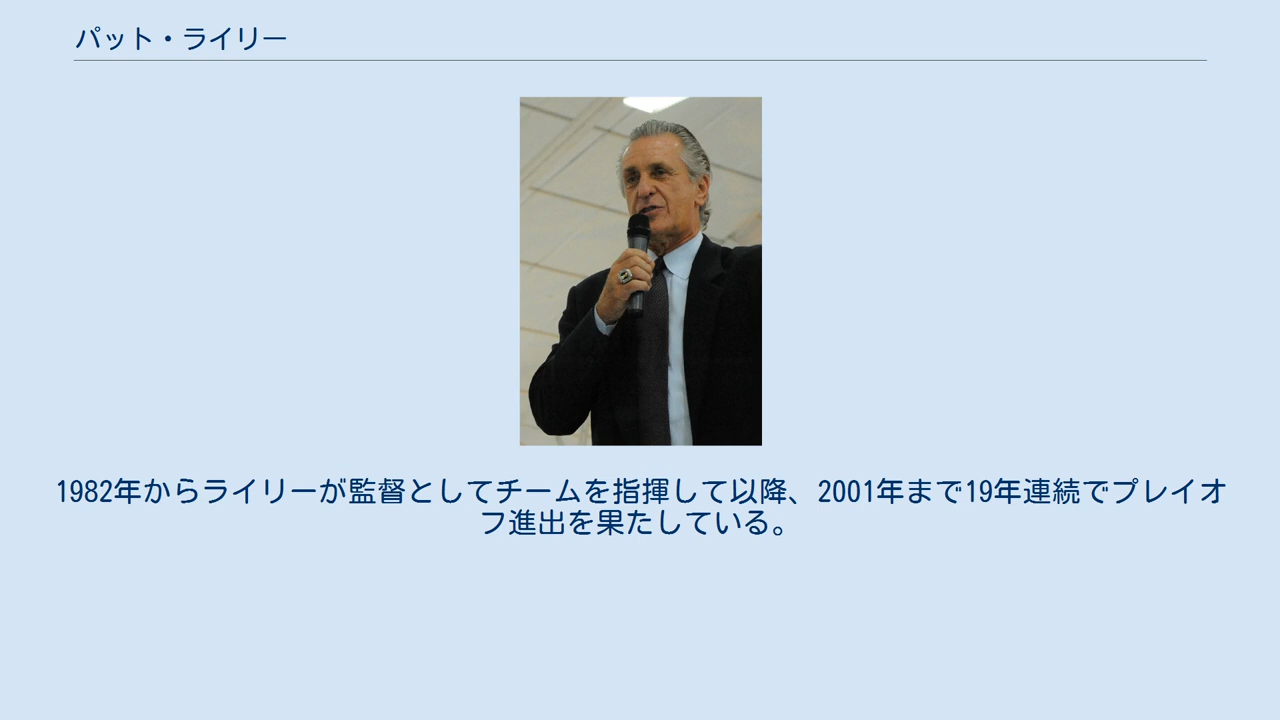 パット・ライリー
1982年からライリーが監督としてチームを指揮して以降、2001年まで19年連続でプレイオ
フ進出を果たしている。